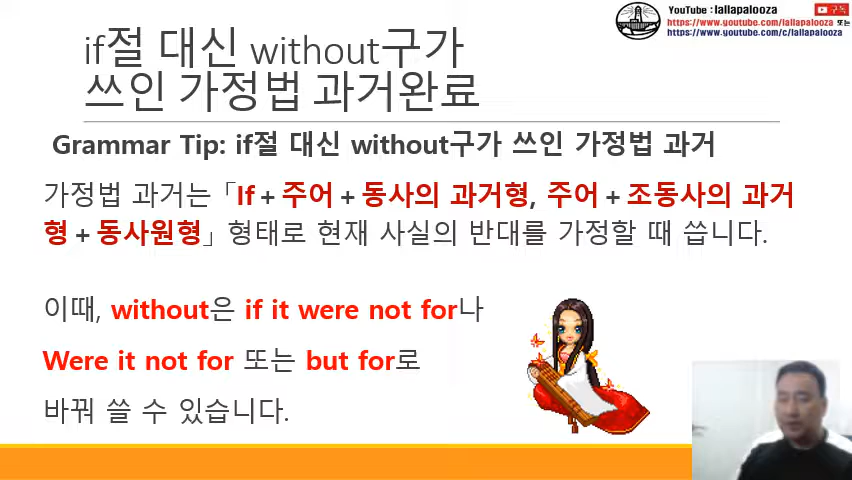 YouTube : lallapalooza
구독
https://www.youtube.com/lallapalooza 또는
https://www.youtube.com/c/lallapalooza
if절 대신 without구가
쓰인 가정법 과거완료
Grammar Tip: if절 대신 without구가 쓰인 가정법 과거
가정법 과거는 「If + 주어 + 동사의 과거형, 주어 + 조동사의 과거
형 + 동사원형」 형태로 현재 사실의 반대를 가정할 때 씁니다.
이때, without은 if it were not for나
Were it not for 또는 but for로
바꿔 쓸 수 있습니다.